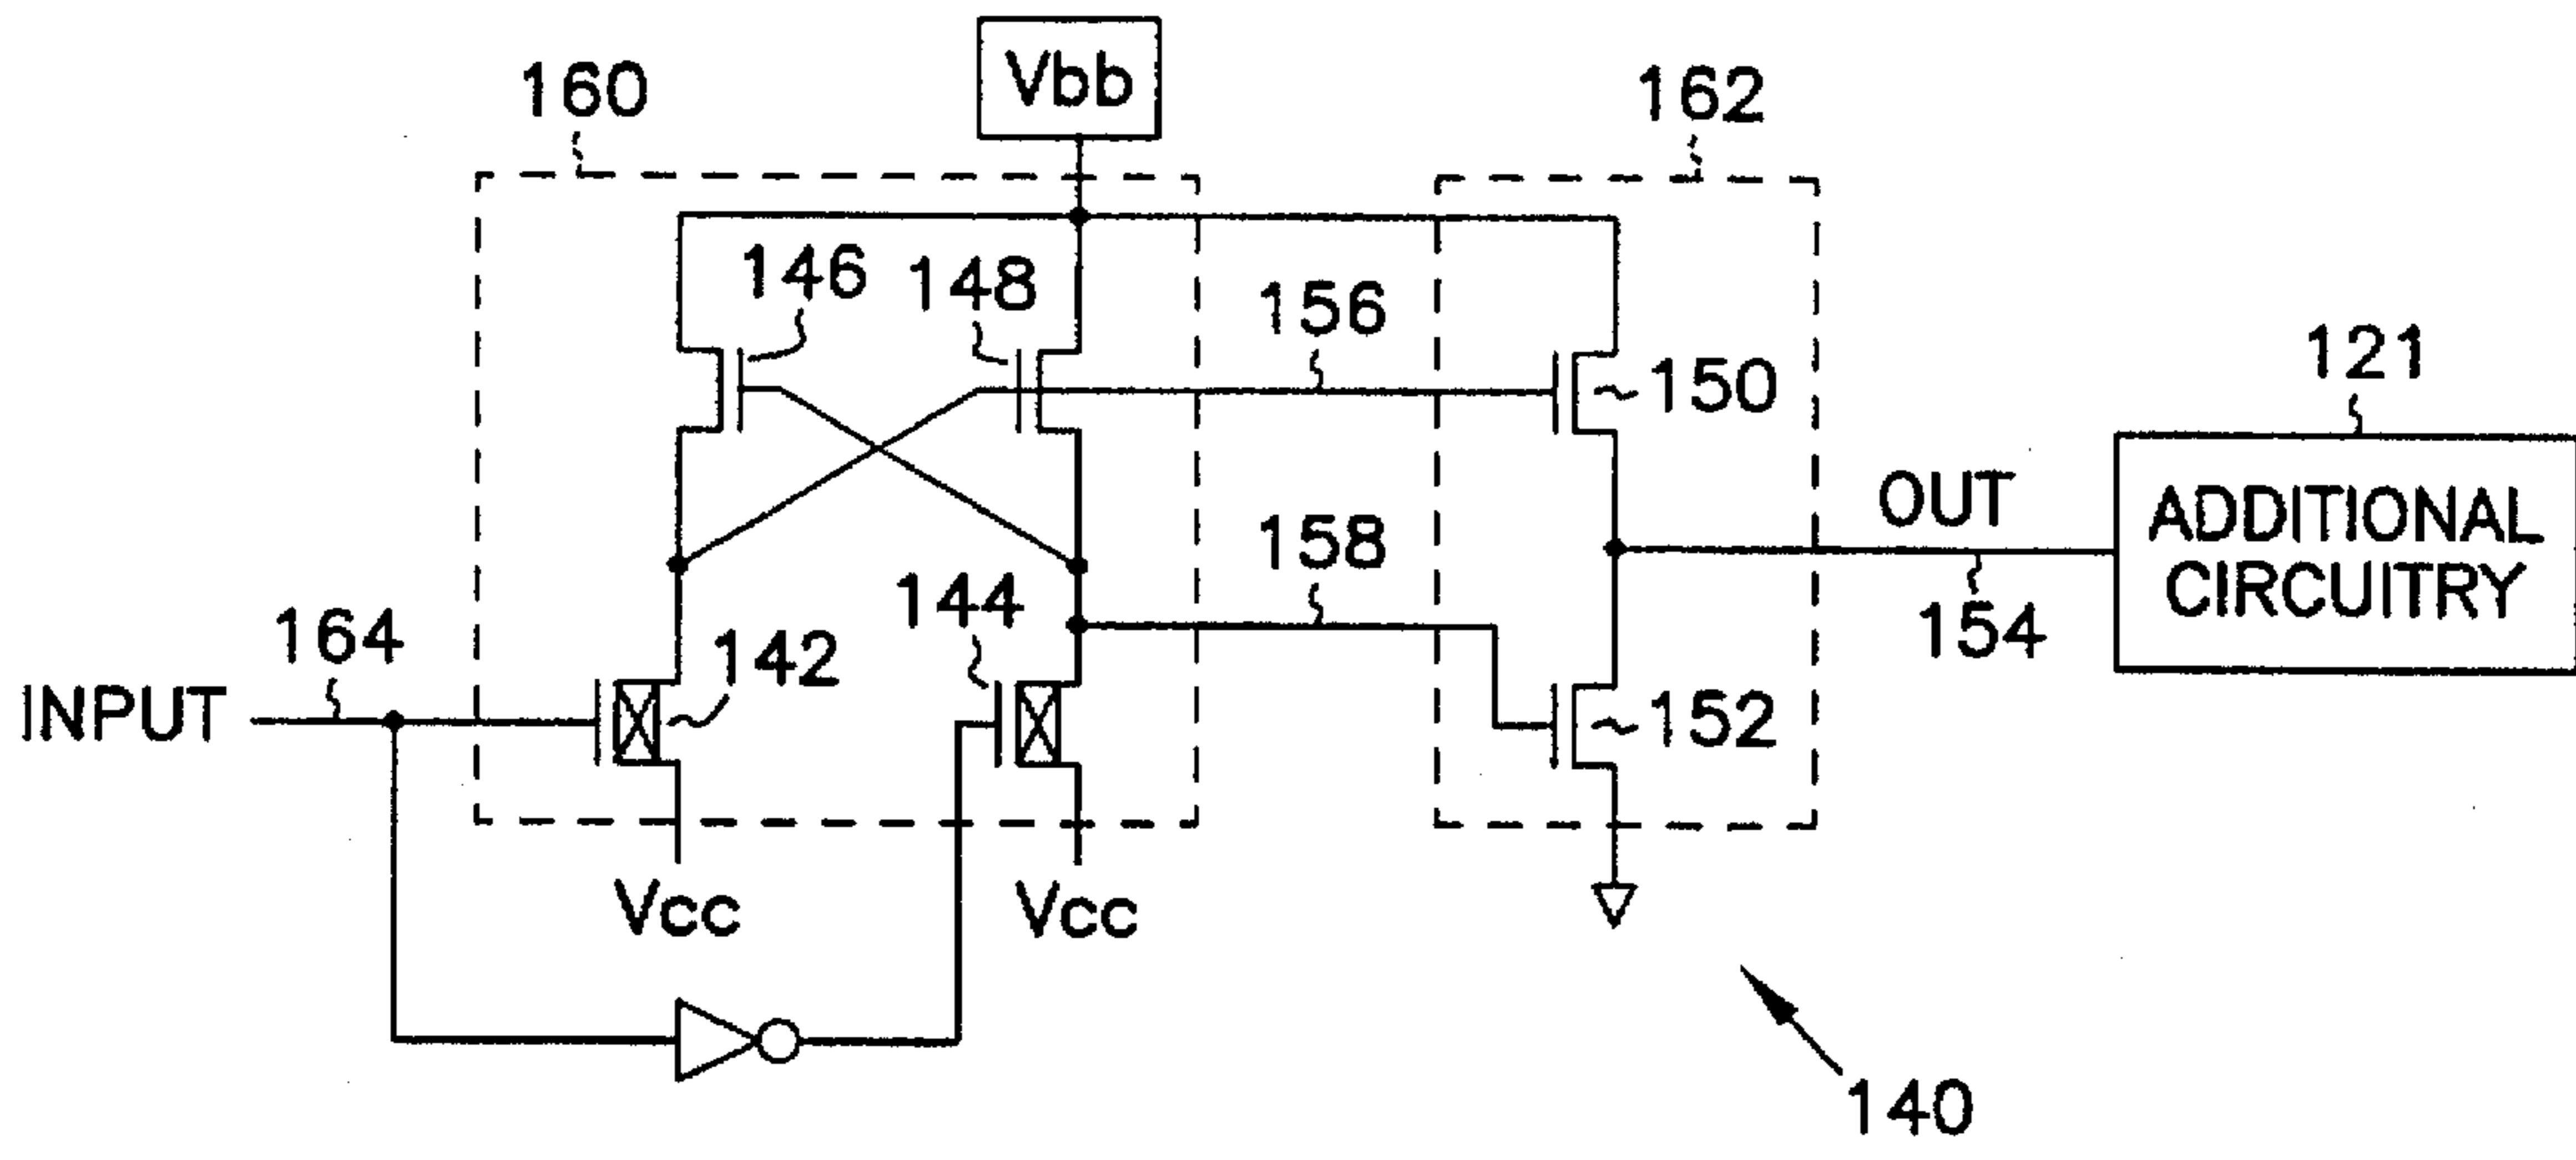 Vbb
160
162
146
148
156
150
121
158
OUT
ADDITIONAL
CIRCUITRY
144
154
164
142
INPUT
152
Vcc
Vcc
140